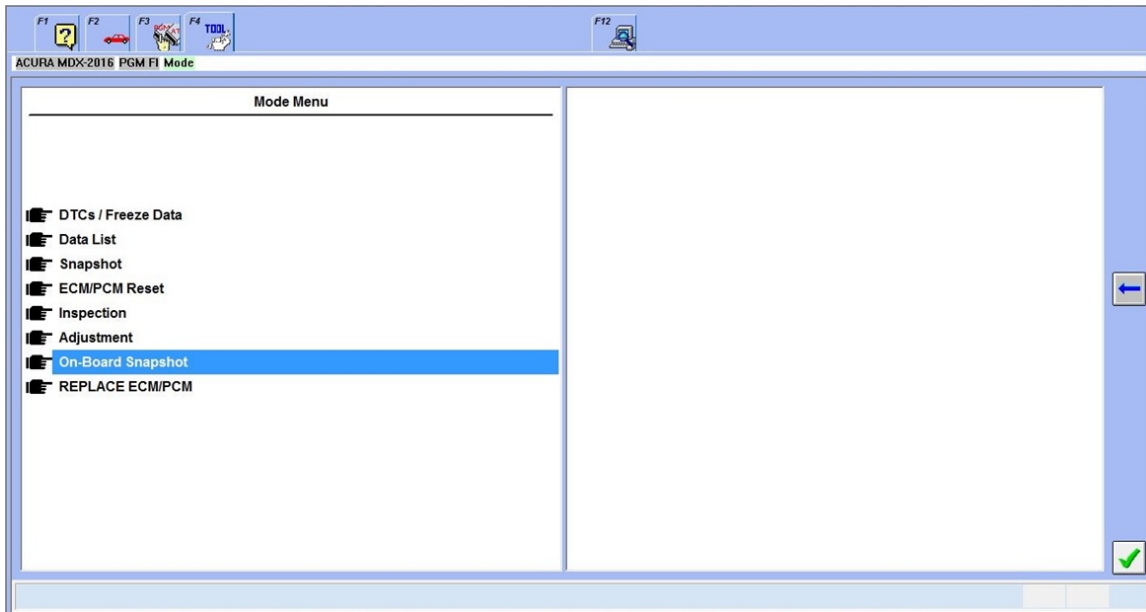 F1 F2 F3 F4 TOOL F12
ACURA MDX-2016 PGM FI Mode
Mode Menu
DTCs / Freeze Data
Data List
Snapshot
ECM/PCM Reset
Inspection
Adjustment
On-Board Snapshot
REPLACE ECM/PCM